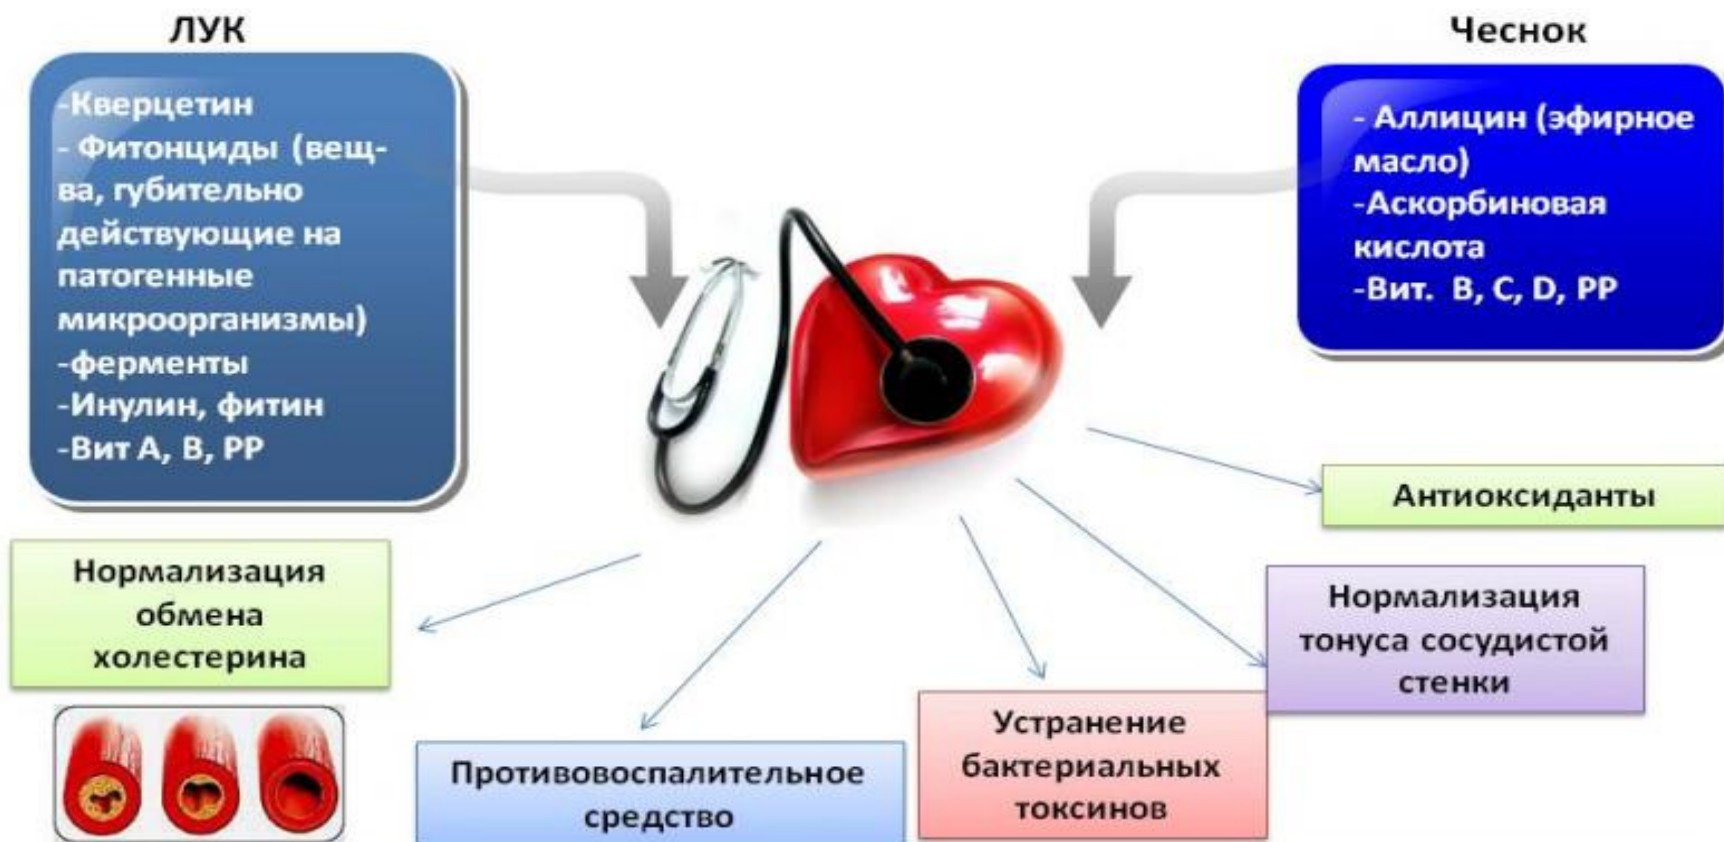 ЛУК
-Кверцетин
- Фитонциды (вещ-
ва, губительно
действующие на
патогенные
микроорганизмы)
-ферменты
-Инулин, фитин
-Вит А, В, РР
Чеснок
- Аллицин (эфирное
масло)
-Аскорбиновая
кислота
-Вит.  В, С, D, РР
Антиоксиданты
Нормализация
обмена
холестерина
Нормализация
тонуса сосудистой
стенки
Устранение
бактериальных
токсинов
Противовоспалительное
средство